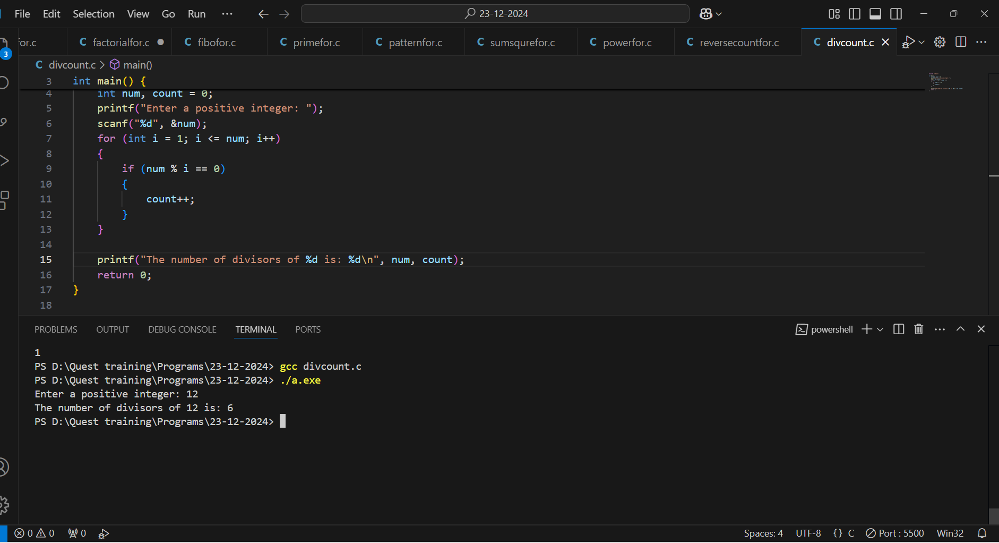 File Edit Selection View Go Run ··· 23-12-2024
for.c factorialfor.c fibofor.c primefor.c patternfor.c sumsqurefor.c powerfor.c reversecountfor.c divcount.c
3
C divcount.c > main()
3 int main() {
4 int num, count = 0;
5 printf("Enter a positive integer: ");
6 scanf("%d", &num);
7 for (int i = 1; i <= num; i++)
8 {
9 if (num % i == 0)
10 {
11 count++;
12 }
13 }
14
15 printf("The number of divisors of %d is: %d\n", num, count);
16 return 0;
17 }
18
PROBLEMS OUTPUT DEBUG CONSOLE TERMINAL PORTS powershell
1
PS D:\Quest training\Programs\23-12-2024> gcc divcount.c
PS D:\Quest training\Programs\23-12-2024> ./a.exe
Enter a positive integer: 12
The number of divisors of 12 is: 6
PS D:\Quest training\Programs\23-12-2024>
0 0 0 Spaces: 4 UTF-8 {} C Port : 5500 Win32